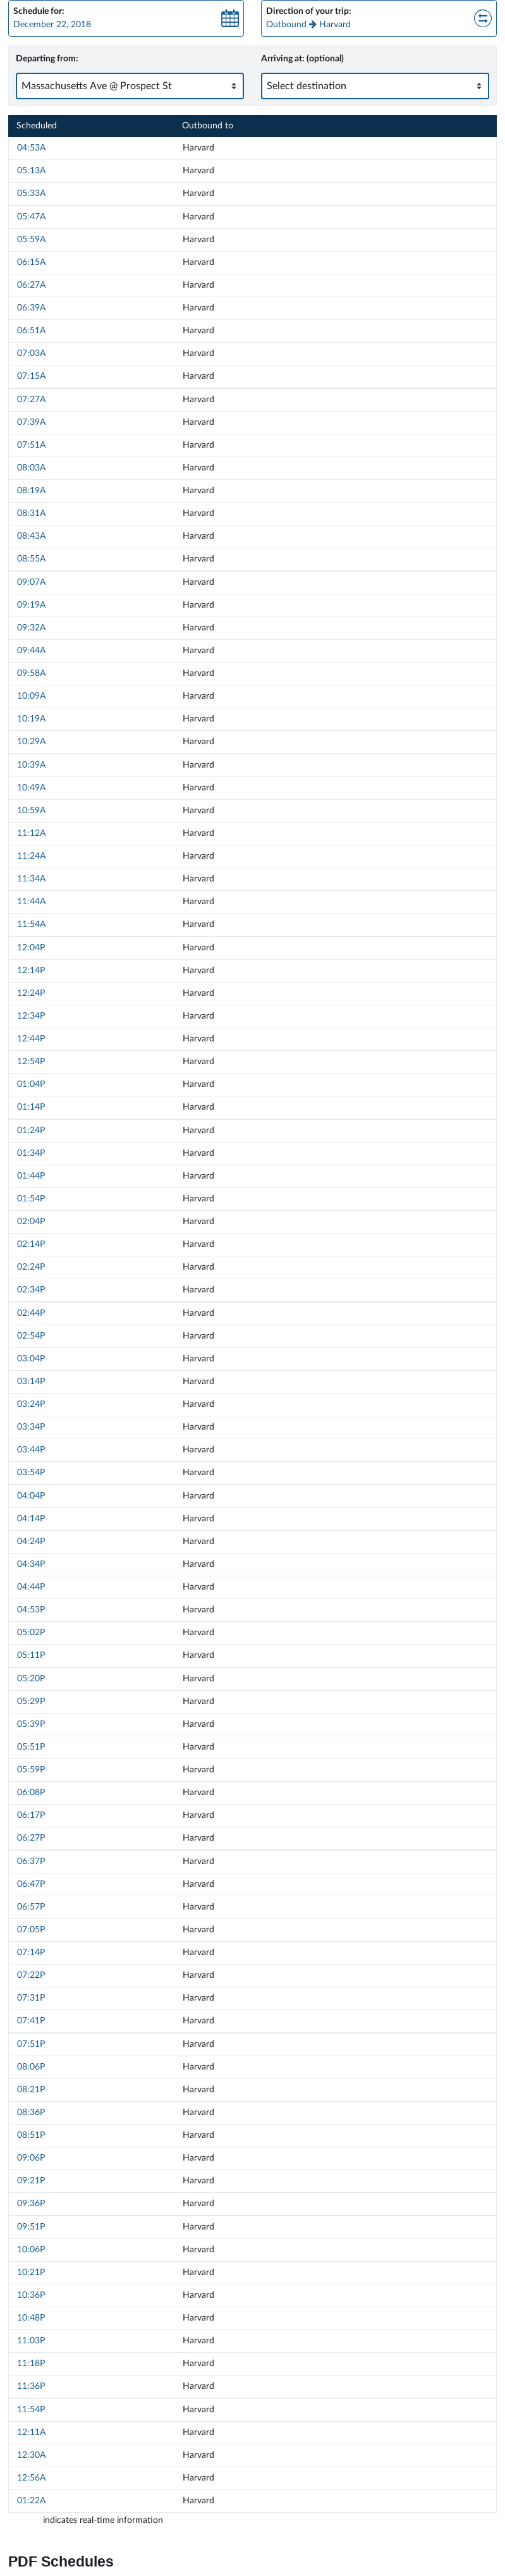 Schedule for:
December 22, 2018
Direction of your trip:
Outbound → Harvard
Departing from:
Massachusetts Ave @ Prospect St
Arriving at: (optional)
Select destination
Scheduled Outbound to
04:53A Harvard
05:13A Harvard
05:33A Harvard
05:47A Harvard
05:59A Harvard
06:15A Harvard
06:27A Harvard
06:39A Harvard
06:51A Harvard
07:03A Harvard
07:15A Harvard
07:27A Harvard
07:39A Harvard
07:51A Harvard
08:03A Harvard
08:19A Harvard
08:31A Harvard
08:43A Harvard
08:55A Harvard
09:07A Harvard
09:19A Harvard
09:32A Harvard
09:44A Harvard
09:58A Harvard
10:09A Harvard
10:19A Harvard
10:29A Harvard
10:39A Harvard
10:49A Harvard
10:59A Harvard
11:12A Harvard
11:24A Harvard
11:34A Harvard
11:44A Harvard
11:54A Harvard
12:04P Harvard
12:14P Harvard
12:24P Harvard
12:34P Harvard
12:44P Harvard
12:54P Harvard
01:04P Harvard
01:14P Harvard
01:24P Harvard
01:34P Harvard
01:44P Harvard
01:54P Harvard
02:04P Harvard
02:14P Harvard
02:24P Harvard
02:34P Harvard
02:44P Harvard
02:54P Harvard
03:04P Harvard
03:14P Harvard
03:24P Harvard
03:34P Harvard
03:44P Harvard
03:54P Harvard
04:04P Harvard
04:14P Harvard
04:24P Harvard
04:34P Harvard
04:44P Harvard
04:53P Harvard
05:02P Harvard
05:11P Harvard
05:20P Harvard
05:29P Harvard
05:39P Harvard
05:51P Harvard
05:59P Harvard
06:08P Harvard
06:17P Harvard
06:27P Harvard
06:37P Harvard
06:47P Harvard
06:57P Harvard
07:05P Harvard
07:14P Harvard
07:22P Harvard
07:31P Harvard
07:41P Harvard
07:51P Harvard
08:06P Harvard
08:21P Harvard
08:36P Harvard
08:51P Harvard
09:06P Harvard
09:21P Harvard
09:36P Harvard
09:51P Harvard
10:06P Harvard
10:21P Harvard
10:36P Harvard
10:48P Harvard
11:03P Harvard
11:18P Harvard
11:36P Harvard
11:54P Harvard
12:11A Harvard
12:30A Harvard
12:56A Harvard
01:22A Harvard
indicates real-time information
PDF Schedules